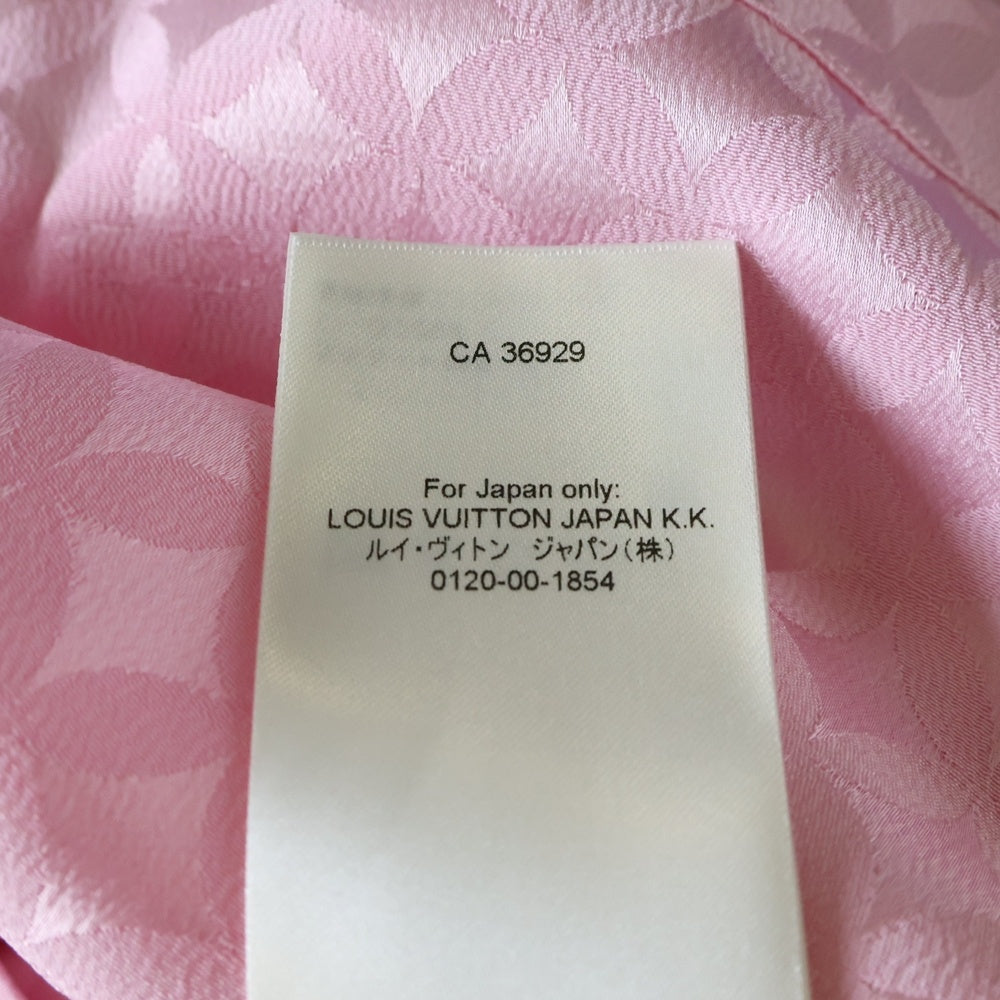 CA 36929
For Japan only:
LOUIS VUITTON JAPAN K.K.
ルイ・ヴィトン ジャパン（株）
0120-00-1854